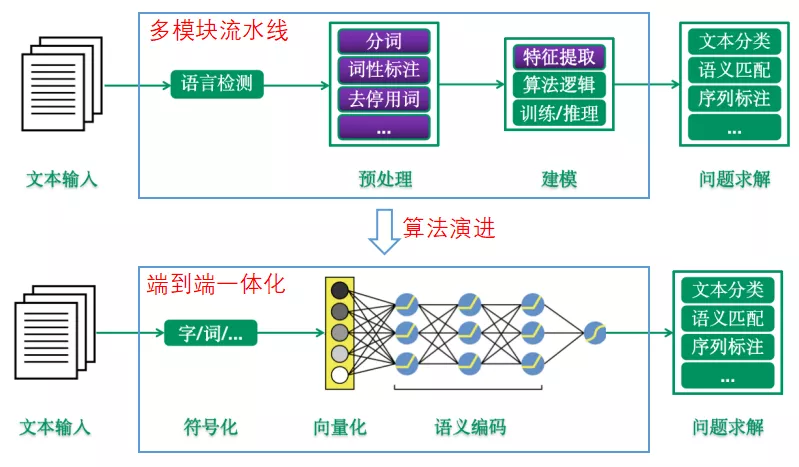 多模块流水线
语言检测
分词
词性标注
去停用词
...
特征提取
算法逻辑
训练/推理
文本分类
语义匹配
序列标注
...
文本输入
预处理
建模
问题求解
算法演进
端到端一体化
字/词/...
文本分类
语义匹配
序列标注
...
文本输入
符号化
向量化
语义编码
问题求解